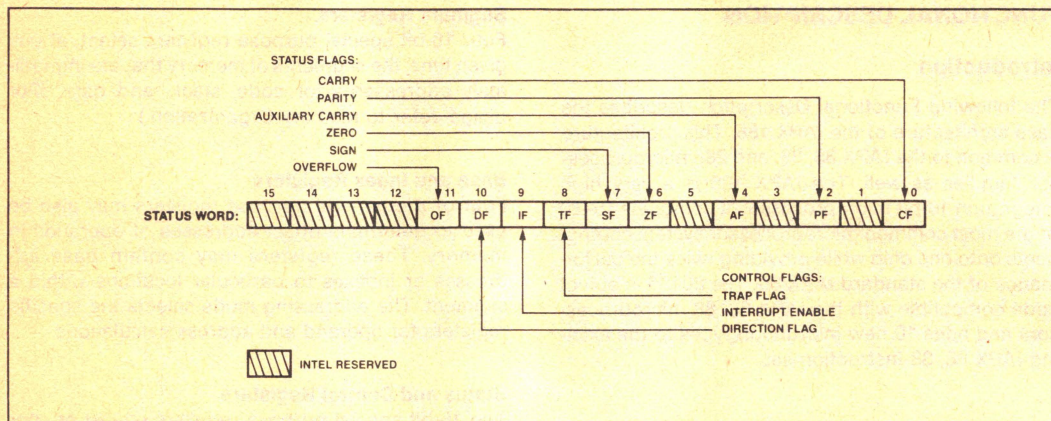 STATUS FLAGS:
CARRY
PARITY
AUXILIARY CARRY
ZERO
SIGN
OVERFLOW
15 14 13 12 11 10 9 8 7 6 5 4 3 2 1 0
STATUS WORD: OF DF IF TF SF ZF AF PF CF
CONTROL FLAGS:
TRAP FLAG
INTERRUPT ENABLE
DIRECTION FLAG
INTEL RESERVED